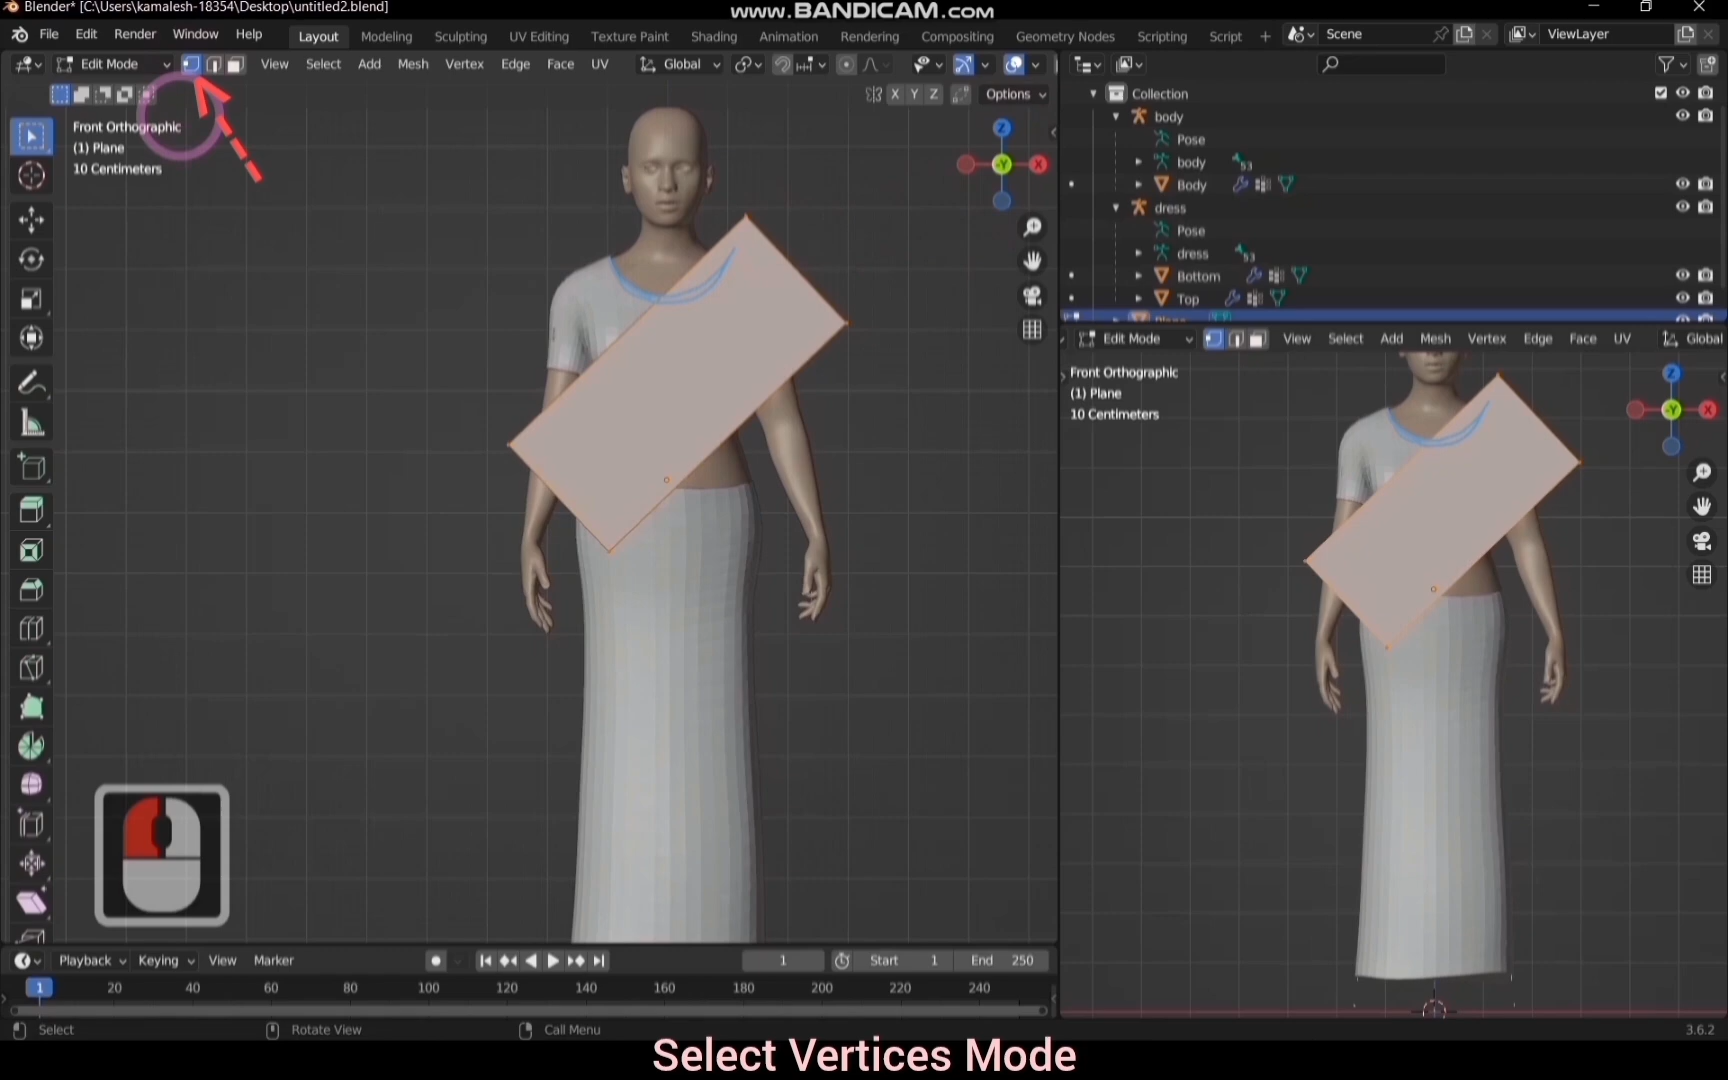 Blender* [C:\Users\kamalesh-18354\Desktop\untitled2.blend]
www.BANDICAM.com
File Edit Render Window Help
Layout Modeling Sculpting UV Editing Texture Paint Shading Animation Rendering Compositing Geometry Nodes Scripting Script +
Scene
ViewLayer
Edit Mode
View Select Add Mesh Vertex Edge Face UV
Global
X Y Z
Options
Front Orthographic
(1) Plane
10 Centimeters
Z
-Y
X
Collection
body
Pose
body
53
Body
dress
Pose
dress
53
Bottom
Top
Edit Mode
View Select Add Mesh Vertex Edge Face UV
Global
Front Orthographic
(1) Plane
10 Centimeters
Z
-Y
X
Playback Keying View Marker
1
Start 1
End 250
1 20 40 60 80 100 120 140 160 180 200 220 240
Select
Rotate View
Call Menu
3.6.2
Select Vertices Mode